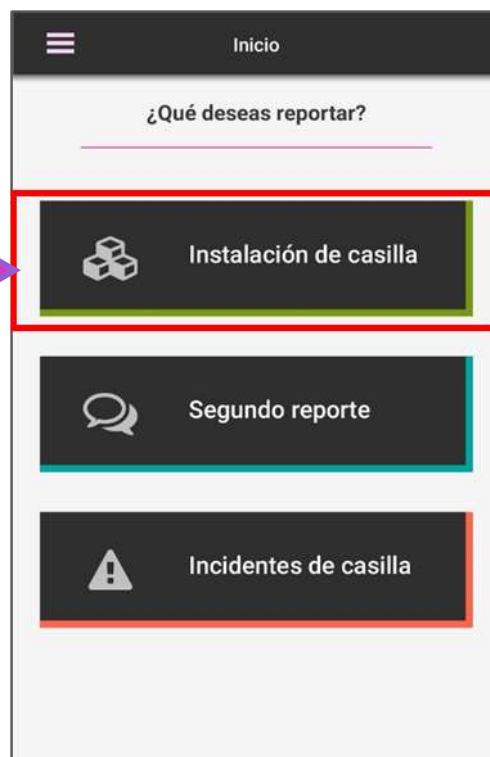 Inicio
¿Qué deseas reportar?
Instalación de casilla
Segundo reporte
Incidentes de casilla